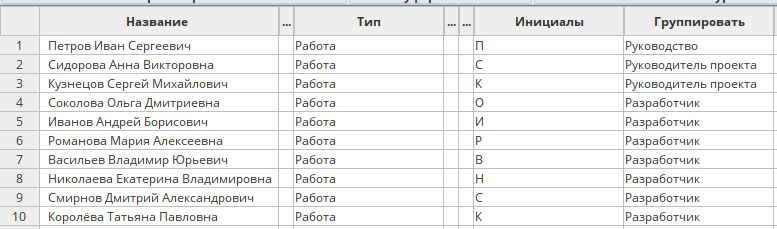 Название ... Тип ... ... Инициалы Группировать
1 Петров Иван Сергеевич Работа П Руководство
2 Сидорова Анна Викторовна Работа С Руководитель проекта
3 Кузнецов Сергей Михайлович Работа К Руководитель проекта
4 Соколова Ольга Дмитриевна Работа О Разработчик
5 Иванов Андрей Борисович Работа И Разработчик
6 Романова Мария Алексеевна Работа Р Разработчик
7 Васильев Владимир Юрьевич Работа В Разработчик
8 Николаева Екатерина Владимировна Работа Н Разработчик
9 Смирнов Дмитрий Александрович Работа С Разработчик
10 Королёва Татьяна Павловна Работа К Разработчик